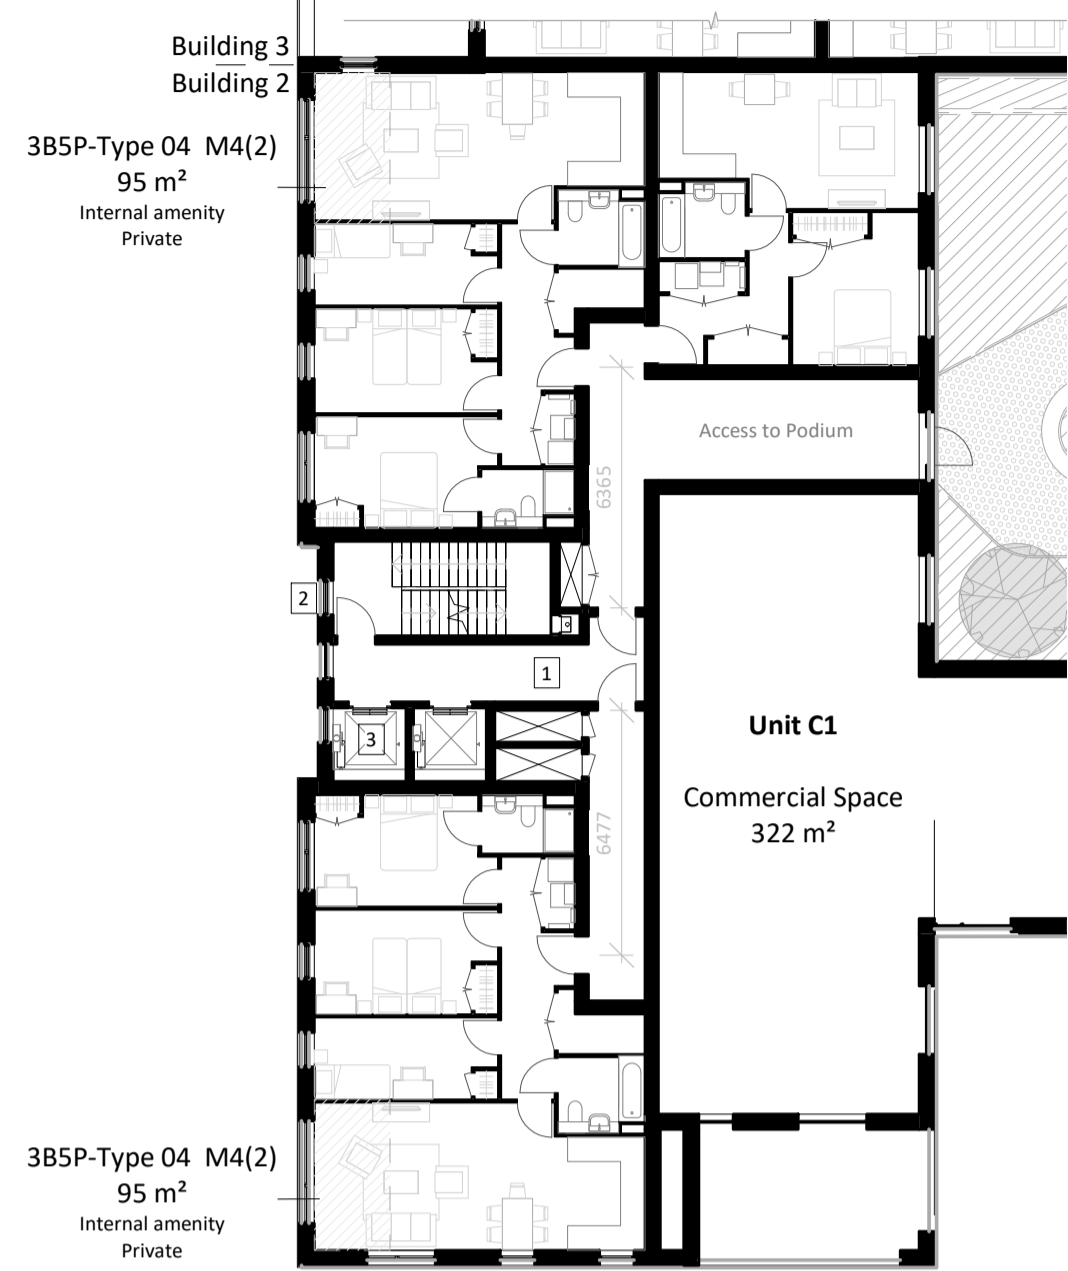 Building 3
Building 2
3B5P-Type 04 M4(2)
95 m²
Internal amenity
Private
Access to Podium
6365
2
1
3
Unit C1
Commercial Space
322 m²
6477
3B5P-Type 04 M4(2)
95 m²
Internal amenity
Private